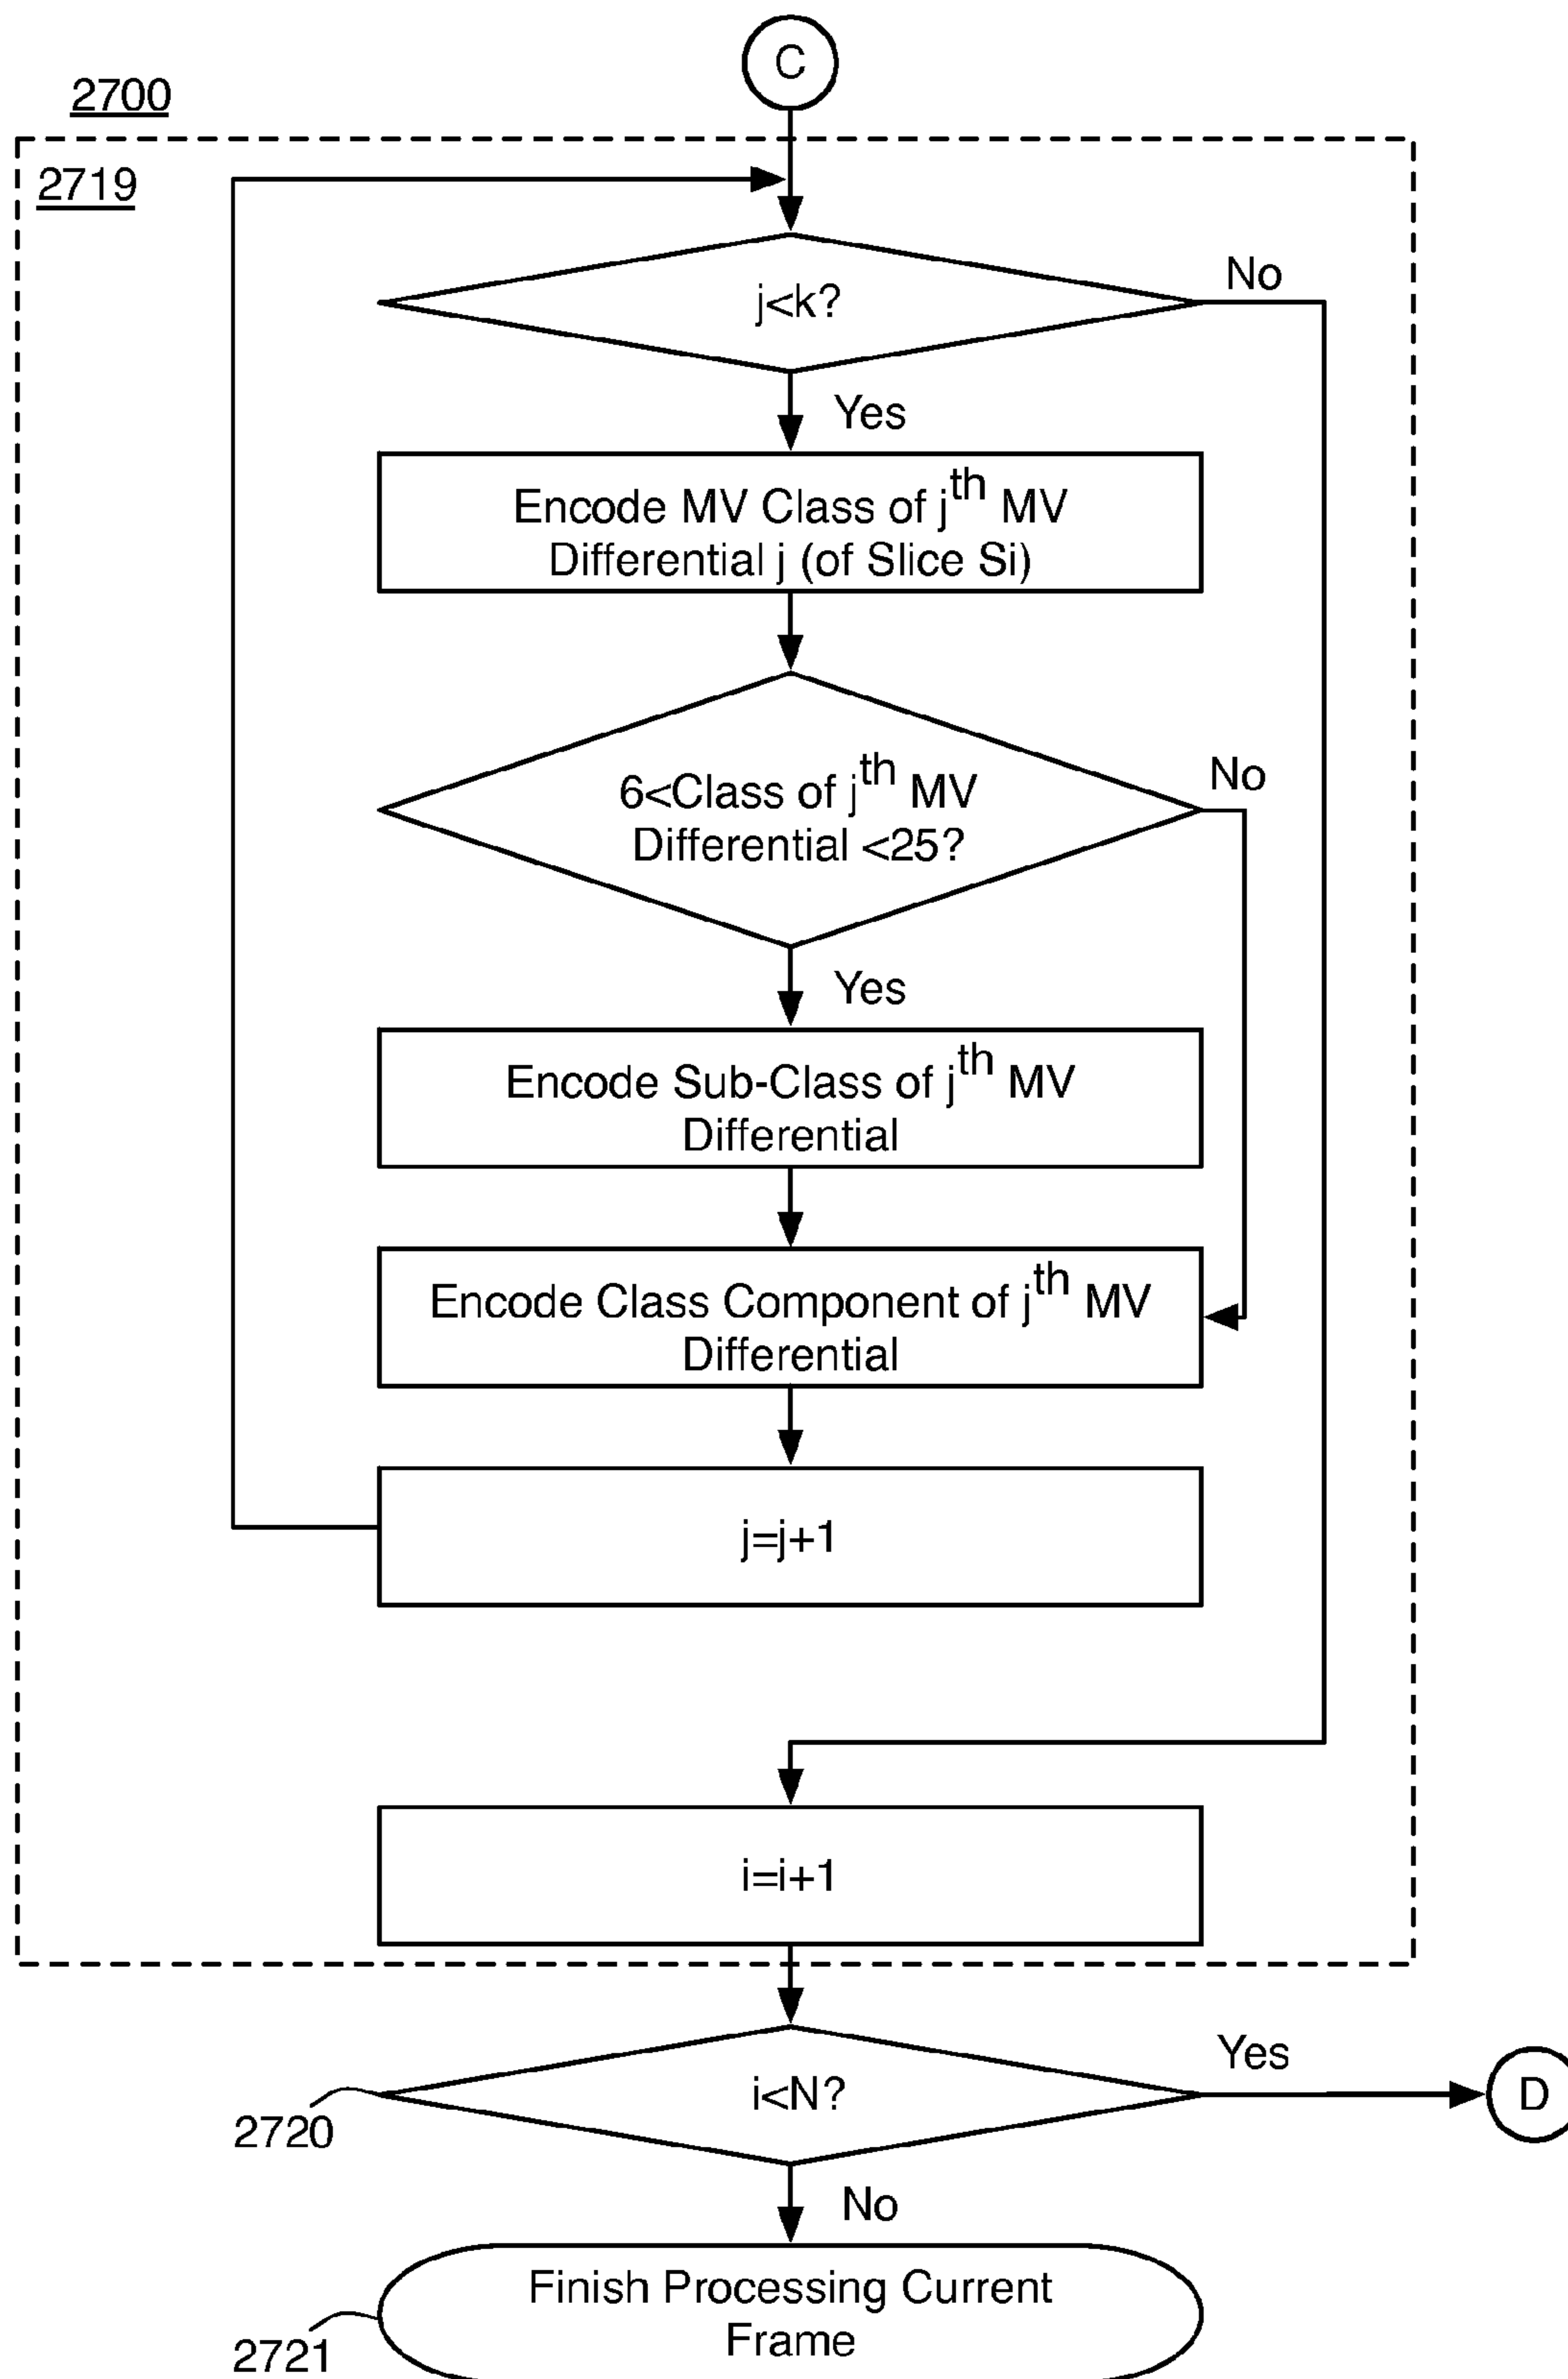 C
2700
2719
j<k?
No
Yes
Encode MV Class of jth MV
Differential j (of Slice Si)
6<Class of jth MV
Differential <25?
No
Yes
Encode Sub-Class of jth MV
Differential
Encode Class Component of jth MV
Differential
j=j+1
i=i+1
i<N?
Yes
D
2720
No
Finish Processing Current
Frame
2721